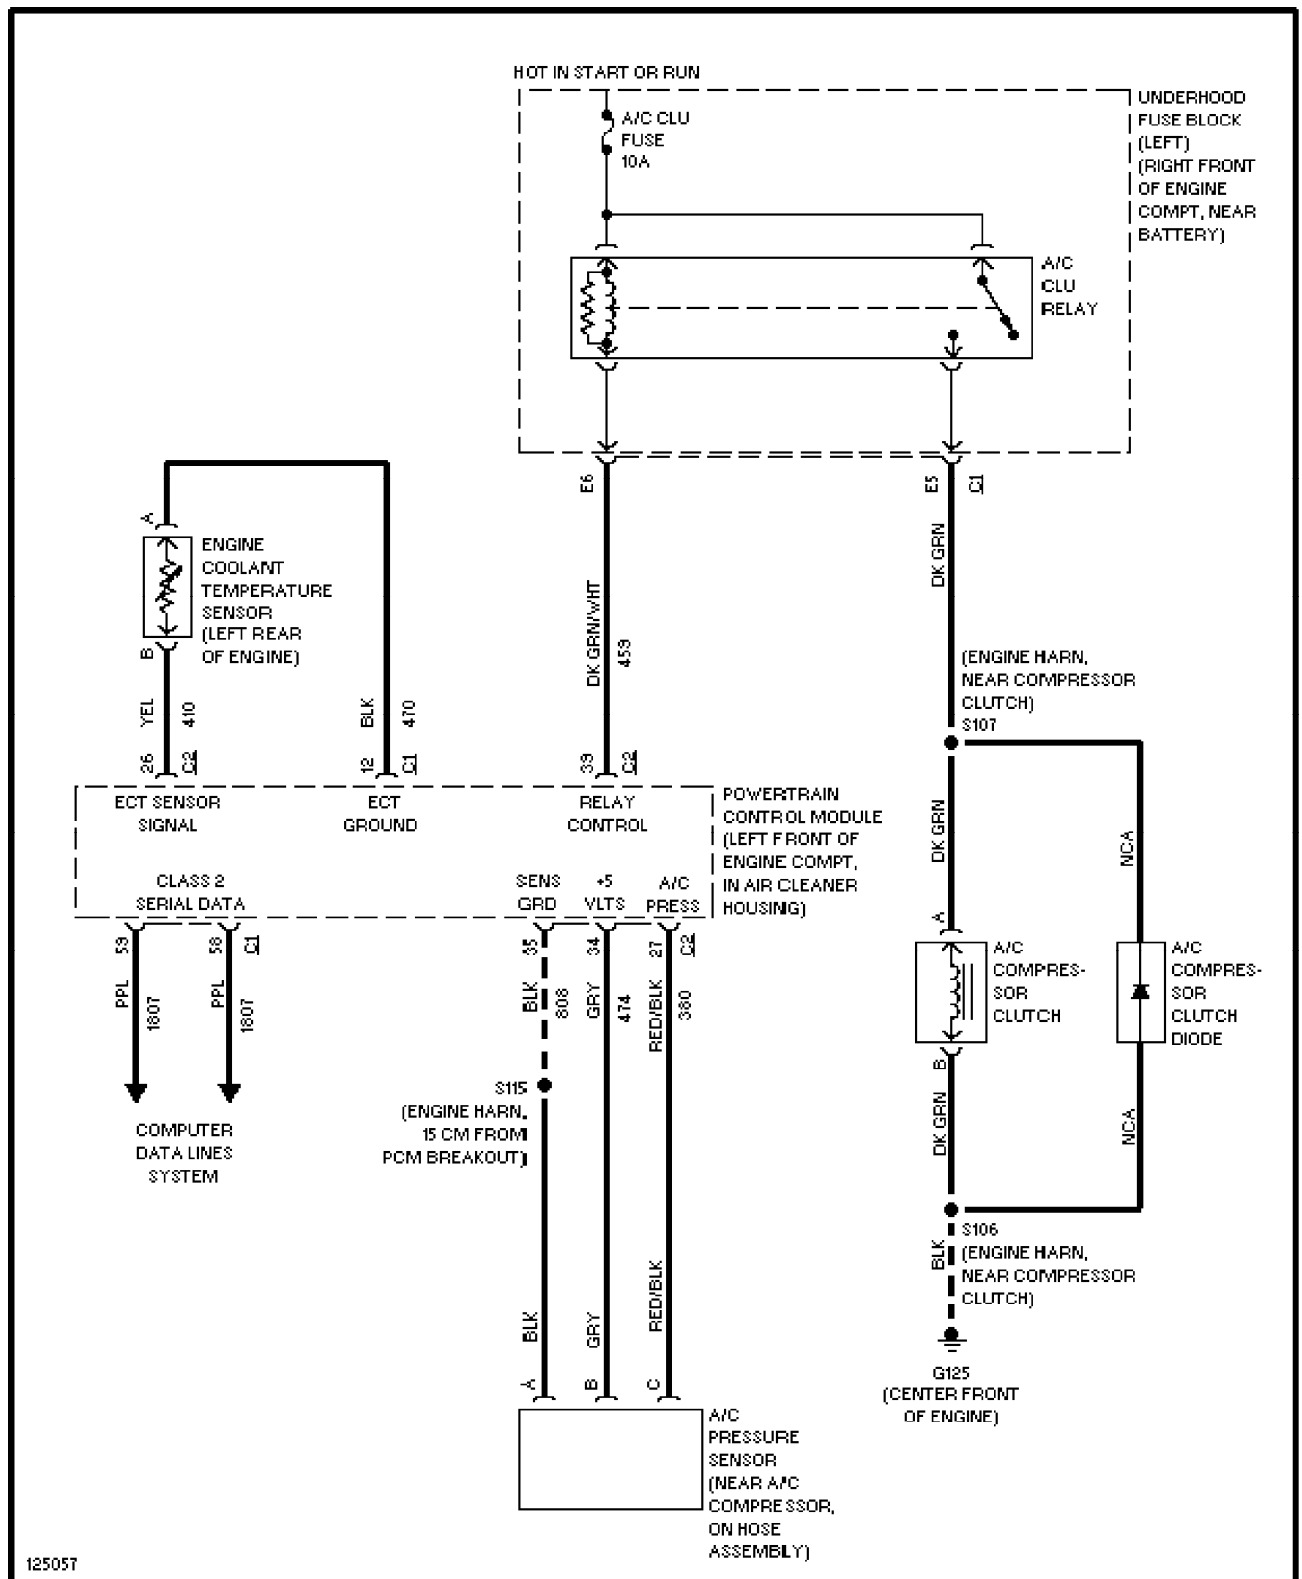 HOT IN START OR RUN
A/C CLU
FUSE
10A
UNDERHOOD
FUSE BLOCK
(LEFT)
(RIGHT FRONT
OF ENGINE
COMPT, NEAR
BATTERY)
A/C
CLU
RELAY
E6
E5
C1
A
ENGINE
COOLANT
TEMPERATURE
SENSOR
(LEFT REAR
OF ENGINE)
B
YEL
410
BLK
470
DK GRN/WHT
459
DK GRN
(ENGINE HARN,
NEAR COMPRESSOR
CLUTCH)
S107
26
C2
12
C1
39
C2
ECT SENSOR
SIGNAL
ECT
GROUND
RELAY
CONTROL
POWERTRAIN
CONTROL MODULE
(LEFT FRONT OF
ENGINE COMPT,
IN AIR CLEANER
HOUSING)
CLASS 2
SERIAL DATA
SENS
GRD
+5
VLTS
A/C
PRESS
DK GRN
NCA
59
58
C1
35
34
27
C2
PPL
1807
PPL
1807
BLK
808
GRY
474
RED/BLK
380
A
A/C
COMPRES-
SOR
CLUTCH
A/C
COMPRES-
SOR
CLUTCH
DIODE
B
DK GRN
NCA
COMPUTER
DATA LINES
SYSTEM
S115
(ENGINE HARN,
15 CM FROM
PCM BREAKOUT)
S106
(ENGINE HARN,
NEAR COMPRESSOR
CLUTCH)
BLK
G125
(CENTER FRONT
OF ENGINE)
BLK
GRY
RED/BLK
A
B
C
A/C
PRESSURE
SENSOR
(NEAR A/C
COMPRESSOR,
ON HOSE
ASSEMBLY)
125057